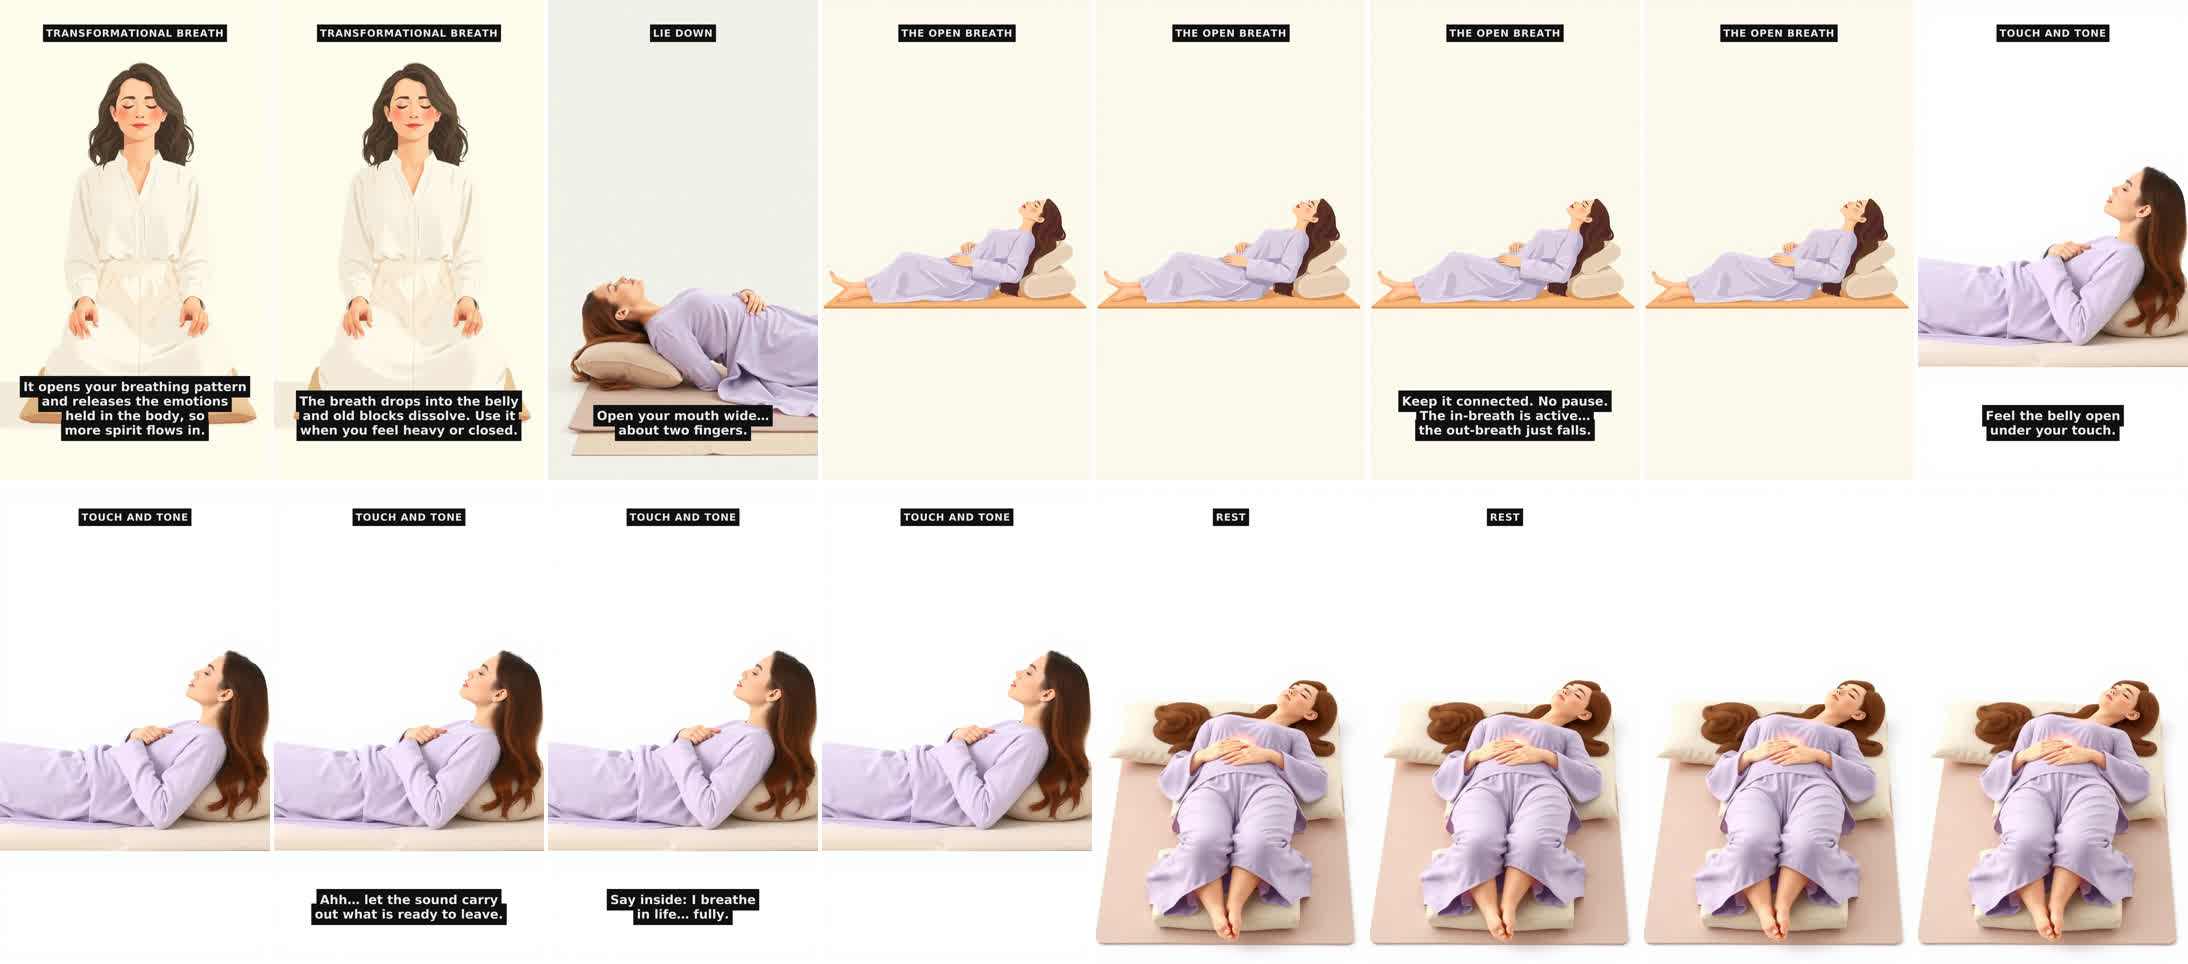 TRANSFORMATIONAL BREATH
It opens your breathing pattern
and releases the emotions
held in the body, so
more spirit flows in.
TRANSFORMATIONAL BREATH
The breath drops into the belly
and old blocks dissolve. Use it
when you feel heavy or closed.
LIE DOWN
Open your mouth wide…
about two fingers.
THE OPEN BREATH
THE OPEN BREATH
THE OPEN BREATH
Keep it connected. No pause.
The in-breath is active…
the out-breath just falls.
THE OPEN BREATH
TOUCH AND TONE
Feel the belly open
under your touch.
TOUCH AND TONE
TOUCH AND TONE
Ahh… let the sound carry
out what is ready to leave.
TOUCH AND TONE
Say inside: I breathe
in life… fully.
TOUCH AND TONE
REST
REST